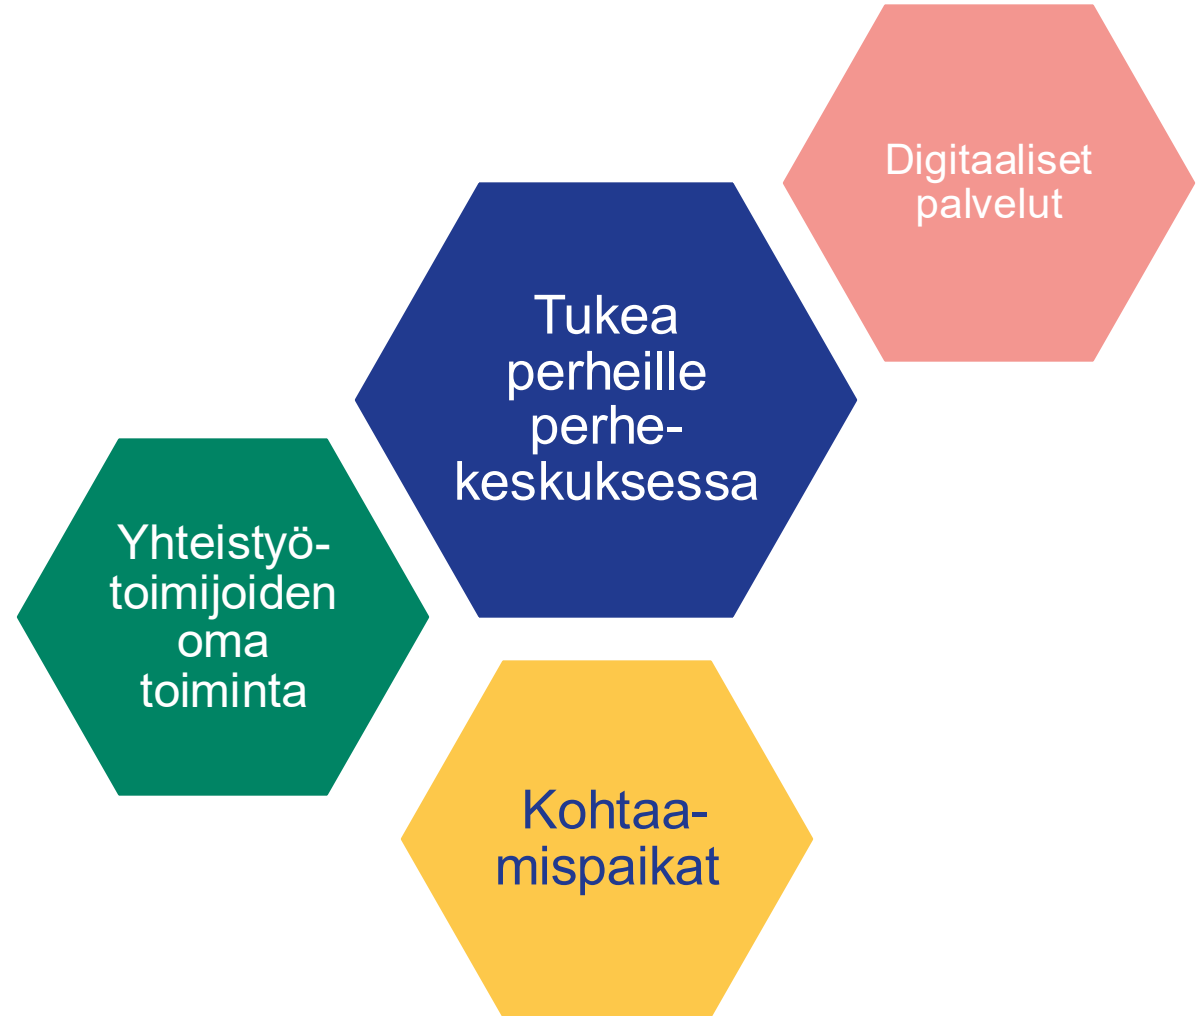 Digitaaliset
palvelut
Tukea
perheille
perhe-
keskuksessa
Yhteistyö-
toimijoiden
oma
toiminta
Kohtaa-
mispaikat